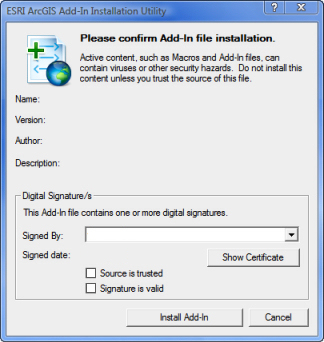 ESRI ArcGIS Add-In Installation Utility
Please confirm Add-In file installation.
Active content, such as Macros and Add-In files, can
contain viruses or other security hazards. Do not install this
content unless you trust the source of this file.
Name:
Version:
Author:
Description:
Digital Signature/s
This Add-In file contains one or more digital signatures.
Signed By:
Signed date:
Show Certificate
Source is trusted
Signature is valid
Install Add-In
Cancel